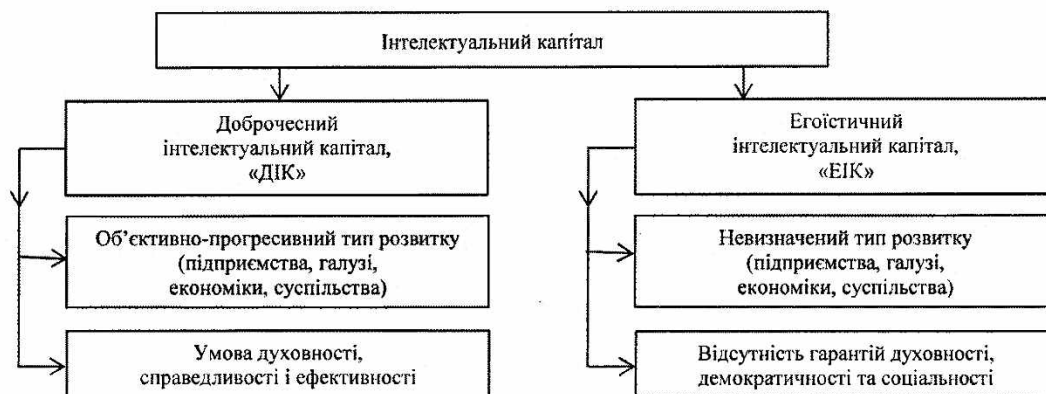 Інтелектуальний капітал
Доброчесний
інтелектуальний капітал,
«ДІК»
Об’єктивно-прогресивний тип розвитку
(підприємства, галузі,
економіки, суспільства)
Умова духовності,
справедливості і ефективності
Егоїстичний
інтелектуальний капітал,
«ЕІК»
Невизначений тип розвитку
(підприємства, галузі,
економіки, суспільства)
Відсутність гарантій духовності,
демократичності та соціальності